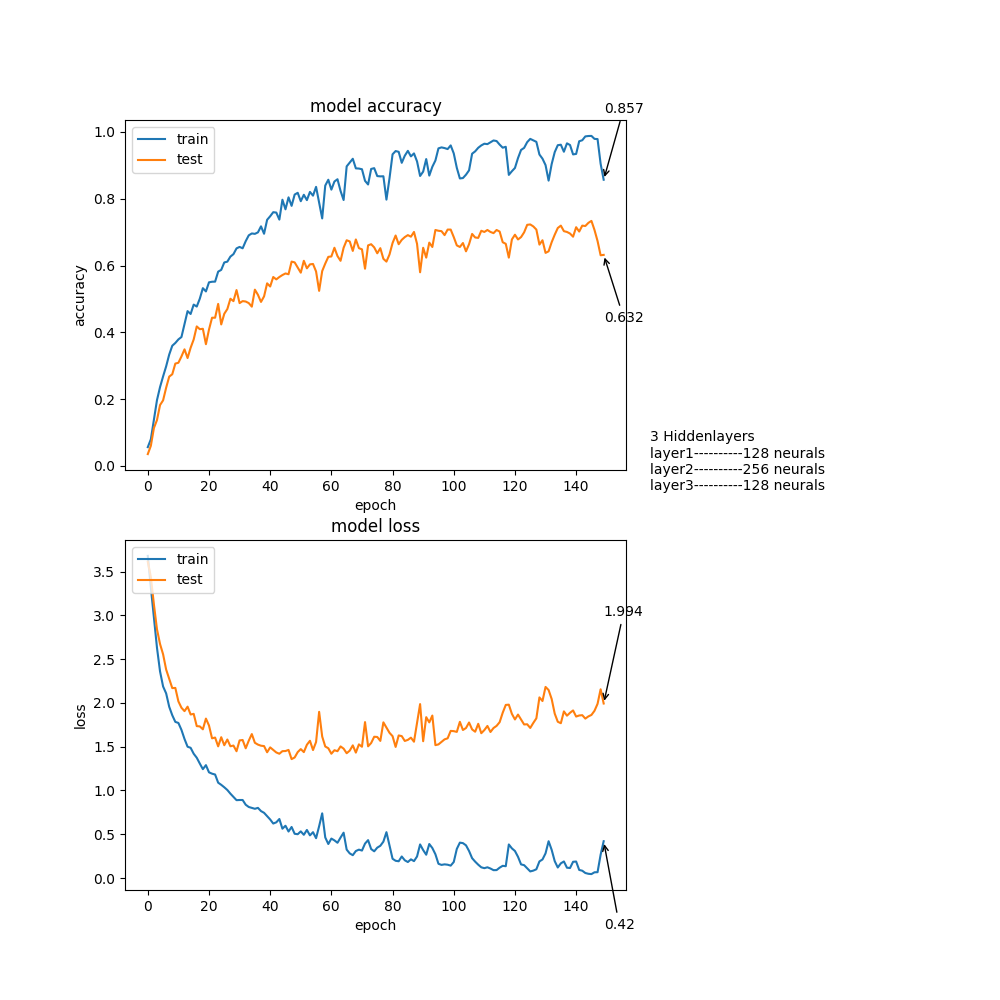 model accuracy
0.857
train
test
1.0
0.8
0.6
0.4
0.2
0.0
accuracy
0.632
0
20
40
60
80
100
120
140
epoch
3 Hiddenlayers
layer1----------128 neurals
layer2----------256 neurals
layer3----------128 neurals
model loss
train
test
3.5
3.0
2.5
2.0
1.5
1.0
0.5
0.0
loss
1.994
0
20
40
60
80
100
120
140
epoch
0.42